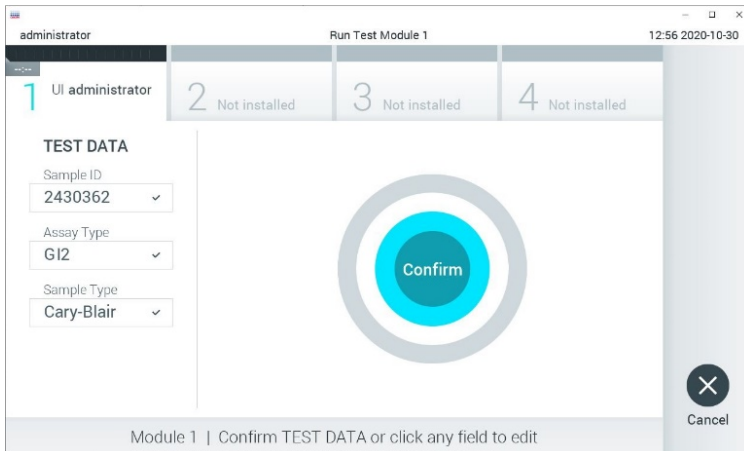 administrator
Run Test Module 1
12:56 2020-10-30
--:--
1 UI administrator
2 Not installed
3 Not installed
4 Not installed
TEST DATA
Sample ID
2430362
Assay Type
GI2
Sample Type
Cary-Blair
Confirm
Cancel
Module 1 | Confirm TEST DATA or click any field to edit